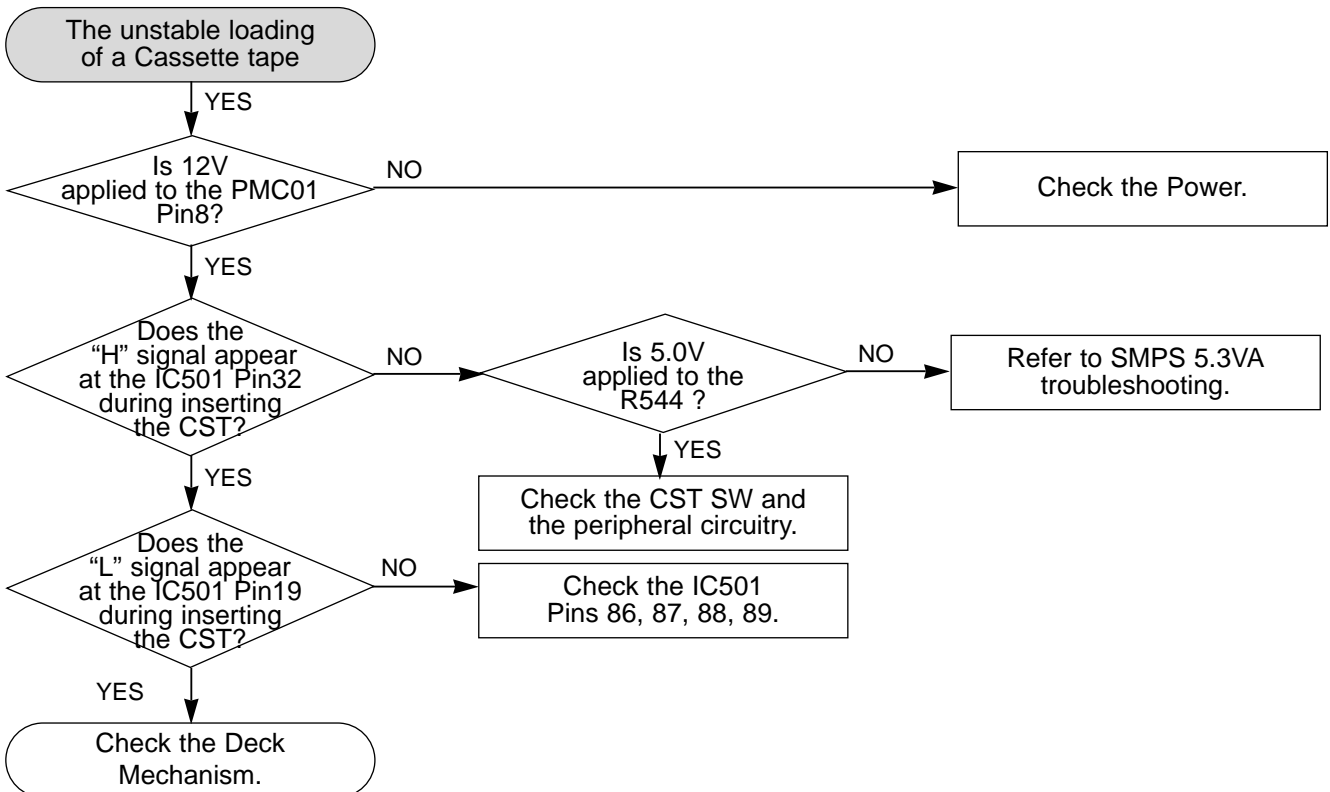 The unstable loading
of a Cassette tape
YES
Is 12V
applied to the PMC01
Pin8?
NO
Check the Power.
YES
Does the
“H” signal appear
at the IC501 Pin32
during inserting
the CST?
NO
Is 5.0V
applied to the
R544 ?
NO
Refer to SMPS 5.3VA
troubleshooting.
YES
Check the CST SW and
the peripheral circuitry.
YES
Does the
“L” signal appear
at the IC501 Pin19
during inserting
the CST?
NO
Check the IC501
Pins 86, 87, 88, 89.
YES
Check the Deck
Mechanism.